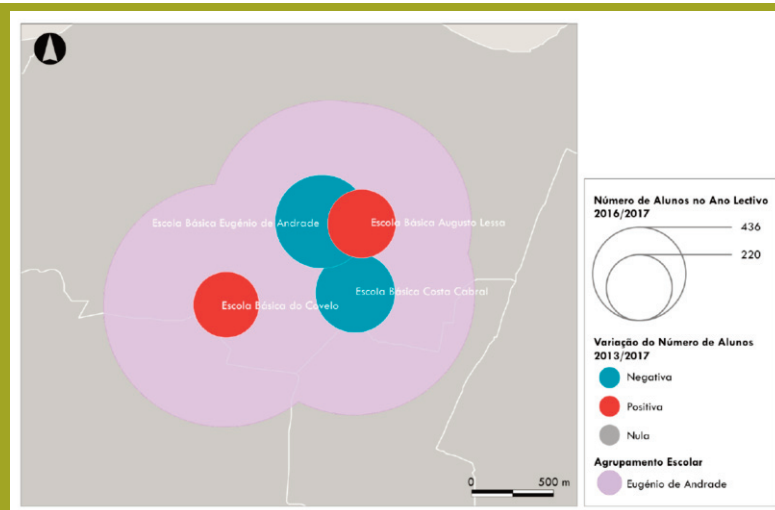 Escola Básica Eugénio de Andrade
Escola Básica Augusto Lessa
Escola Básica Costa Cabral
Escola Básica do Covelo
0 500 m
Número de Alunos no Ano Lectivo
2016/2017
436
220
Variação do Número de Alunos
2013/2017
Negativa
Positiva
Nula
Agrupamento Escolar
Eugénio de Andrade